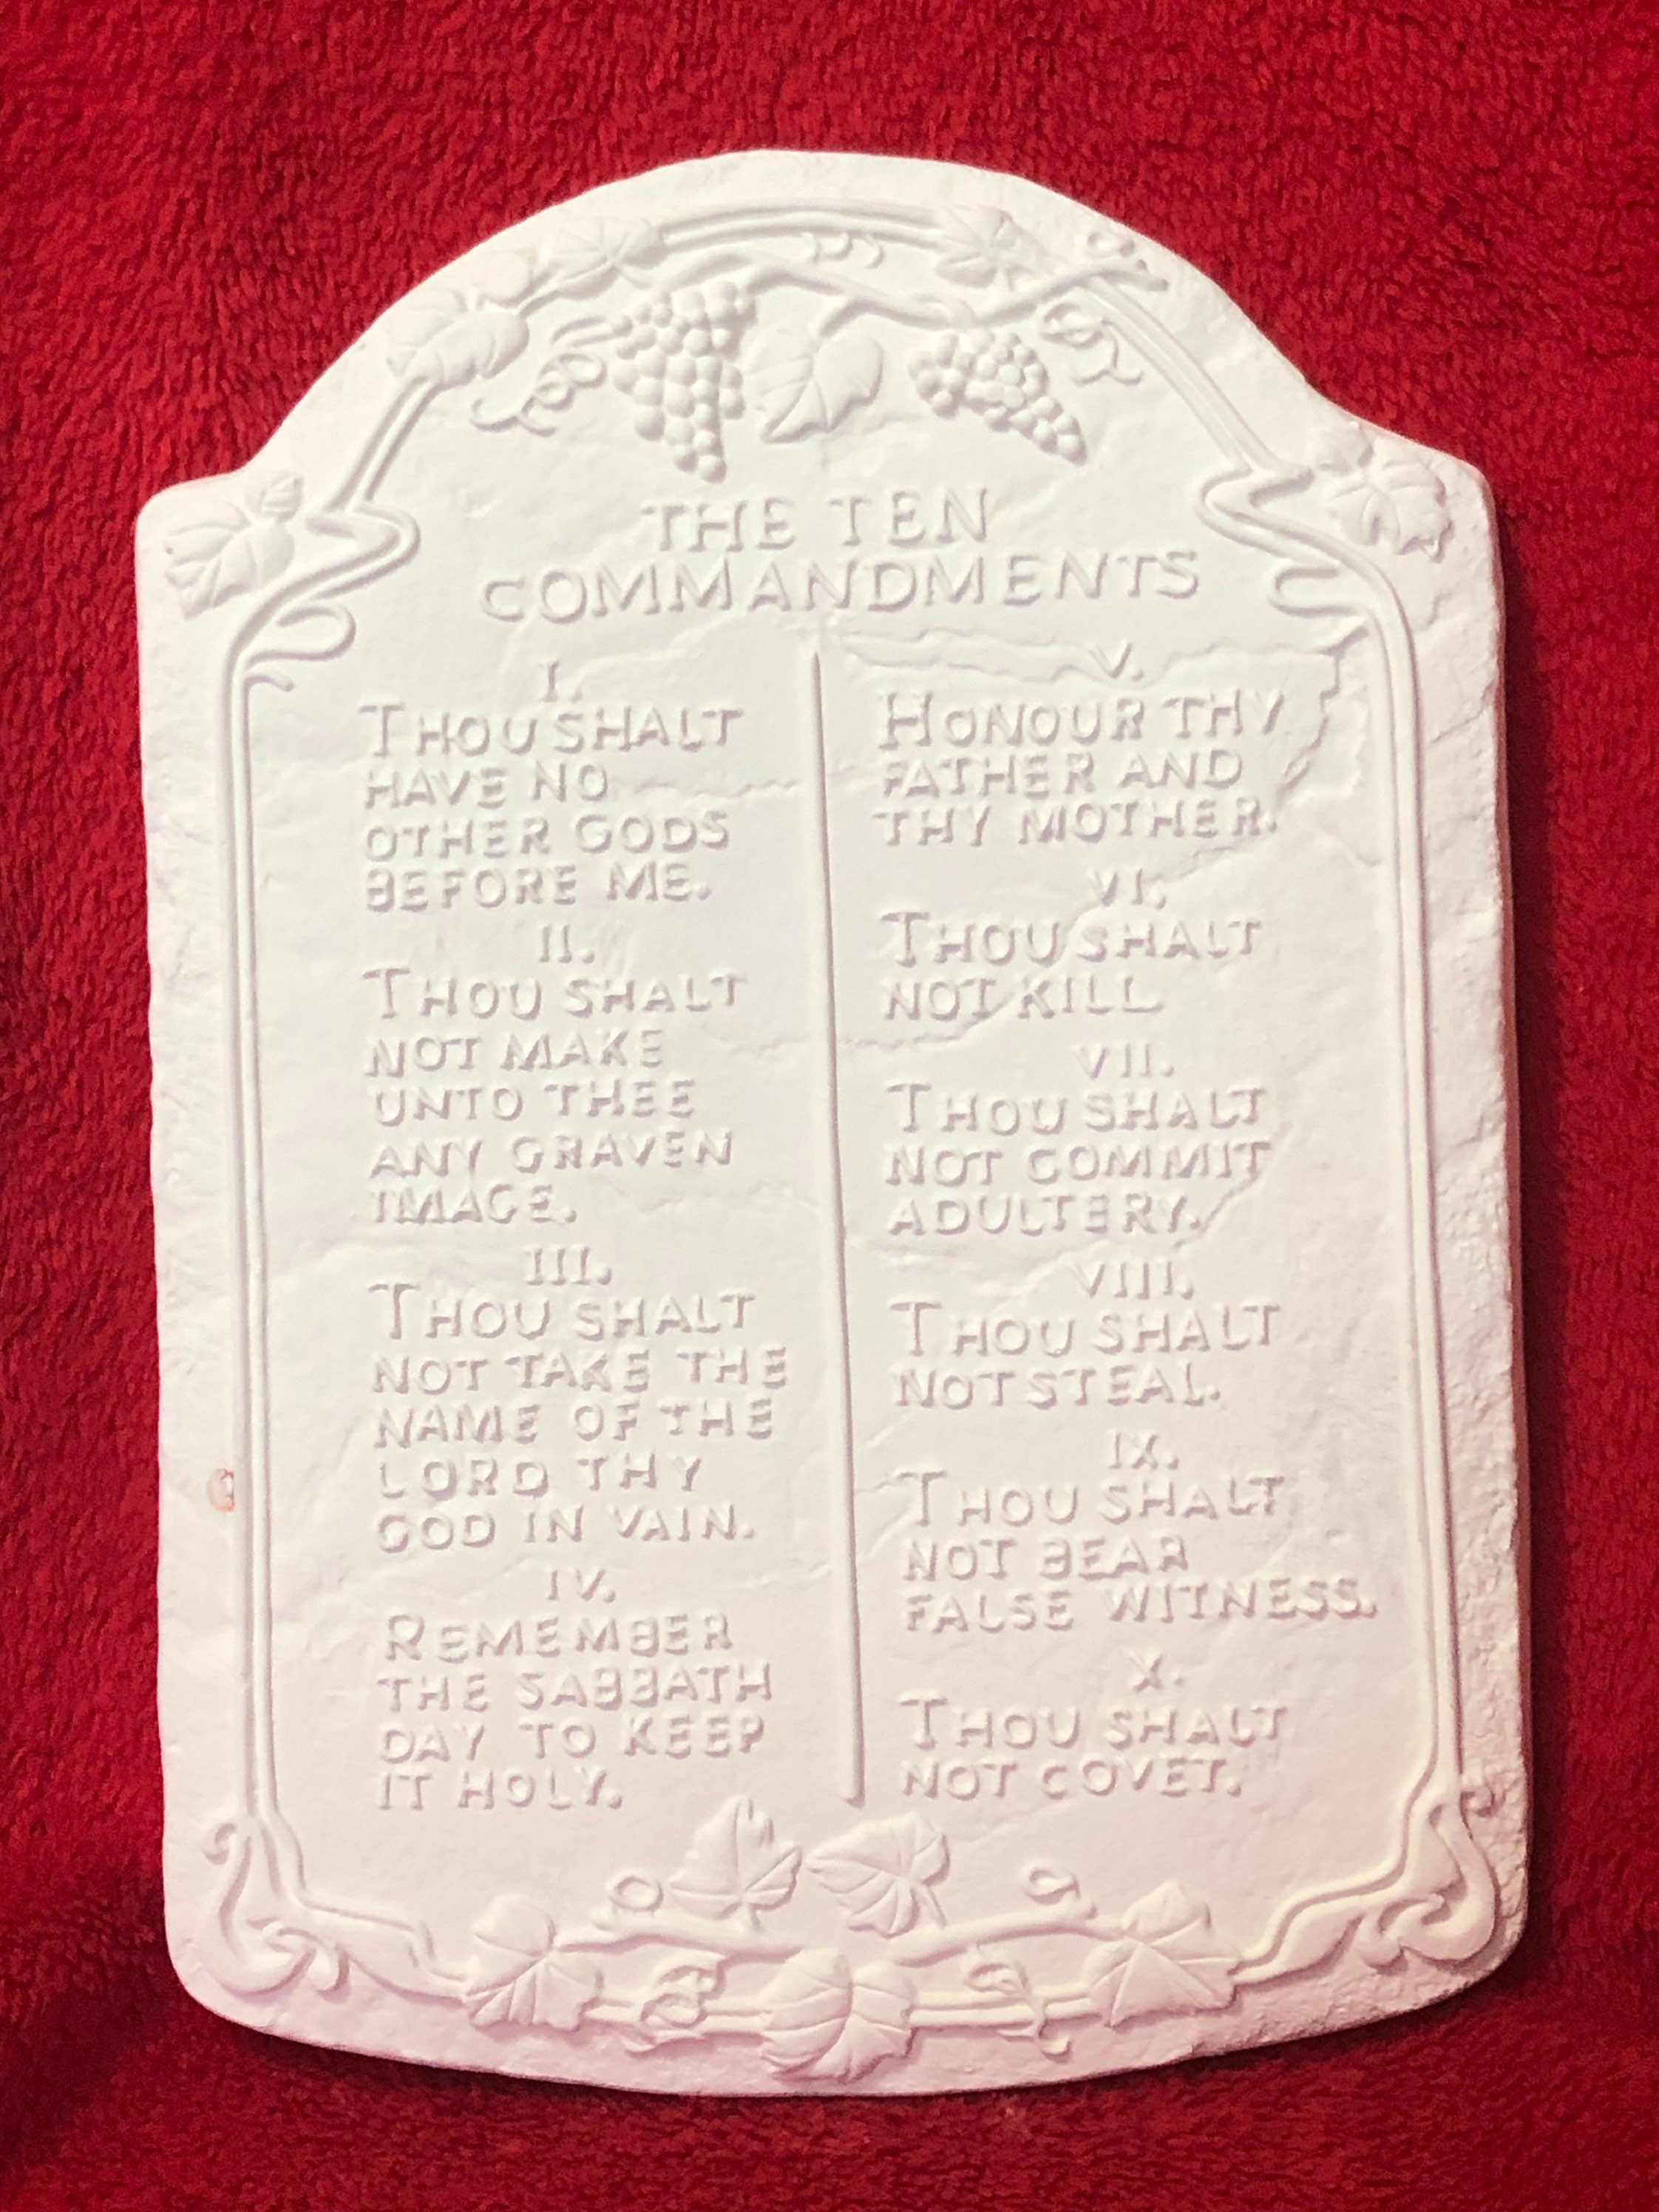 THE TEN
COMMANDMENTS
I.
THOU SHALT
HAVE NO
OTHER GODS
BEFORE ME.
II.
THOU SHALT
NOT MAKE
UNTO THEE
ANY GRAVEN
IMAGE.
III.
THOU SHALT
NOT TAKE THE
NAME OF THE
LORD THY
GOD IN VAIN.
IV.
REMEMBER
THE SABBATH
DAY TO KEEP
IT HOLY.
V.
HONOUR THY
FATHER AND
THY MOTHER.
VI.
THOU SHALT
NOT KILL
VII.
THOU SHALT
NOT COMMIT
ADULTERY.
VIII.
THOU SHALT
NOT STEAL.
IX.
THOU SHALT
NOT BEAR
FALSE WITNESS.
X.
THOU SHALT
NOT COVET.